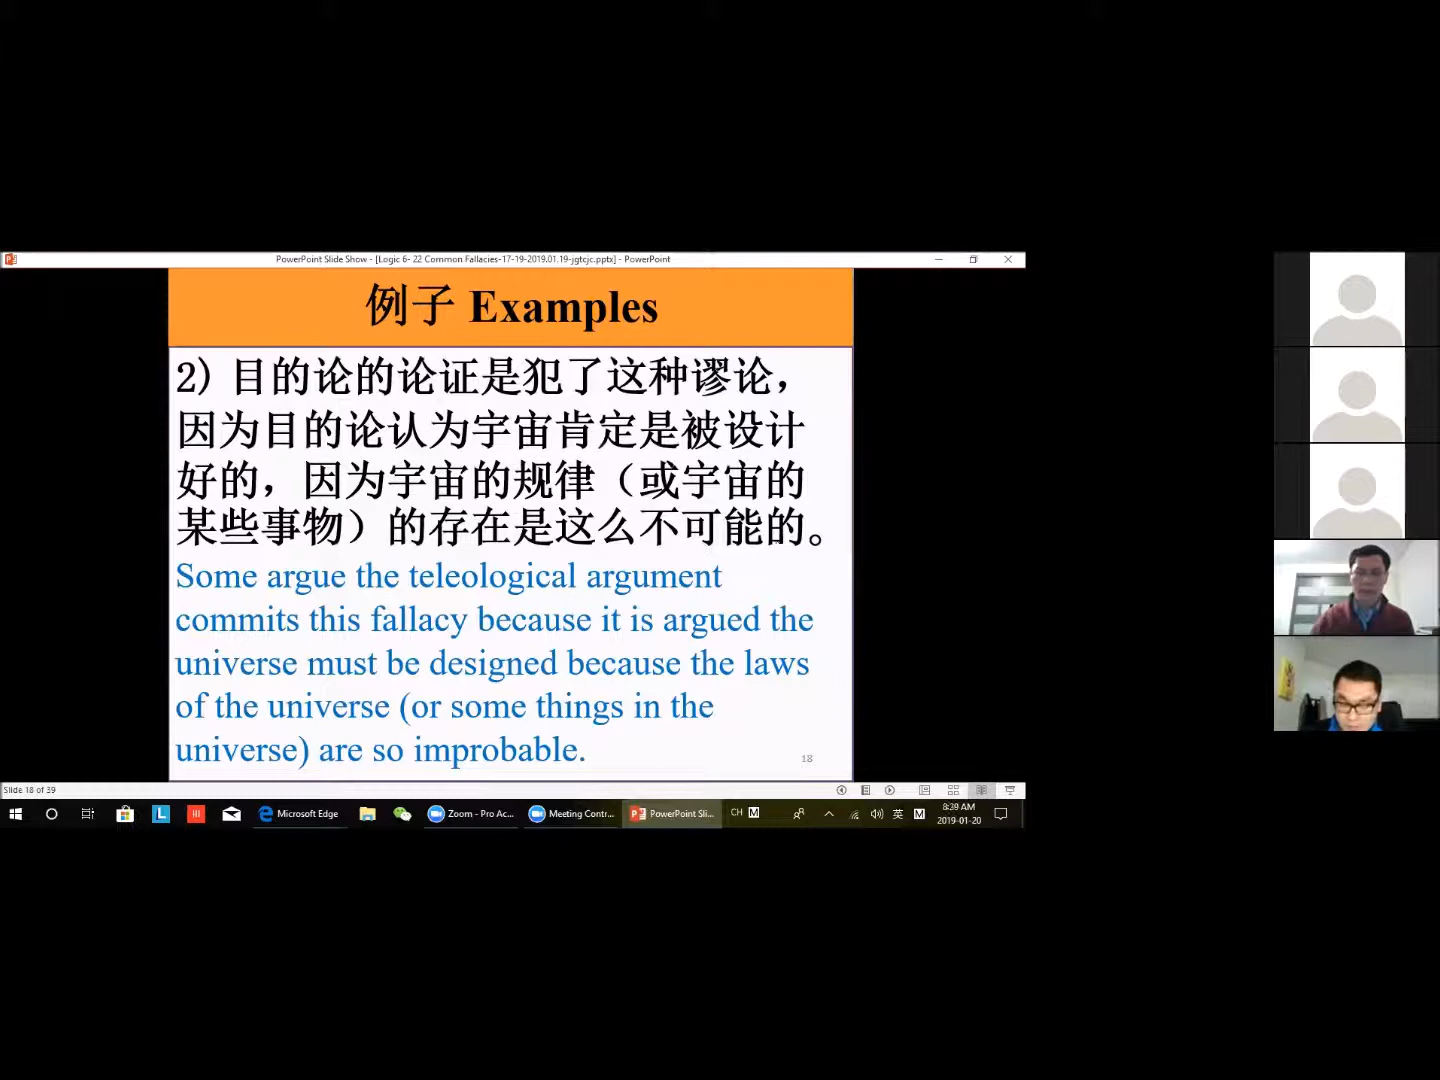 PowerPoint Slide Show - [Logic 6- 22 Common Fallacies-17-19-2019.01.19-jgtcjc.pptx] - PowerPoint
例子 Examples
2) 目的论的论证是犯了这种谬论，
因为目的论认为宇宙肯定是被设计
好的，因为宇宙的规律（或宇宙的
某些事物）的存在是这么不可能的。
Some argue the teleological argument
commits this fallacy because it is argued the
universe must be designed because the laws
of the universe (or some things in the
universe) are so improbable.
18
Slide 18 of 39
Microsoft Edge
Zoom - Pro Ac...
Meeting Contr...
PowerPoint Sli...
CH M
英 M
8:39 AM
2019-01-20